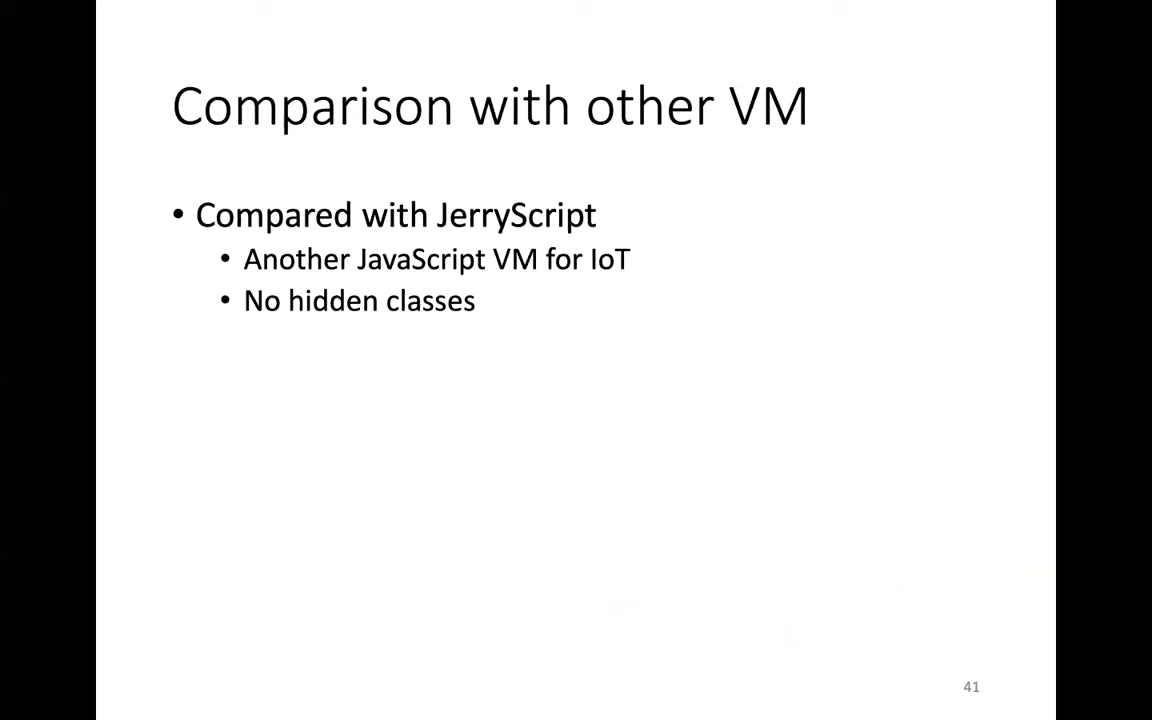 Comparison with other VM
• Compared with JerryScript
• Another JavaScript VM for IoT
• No hidden classes
41